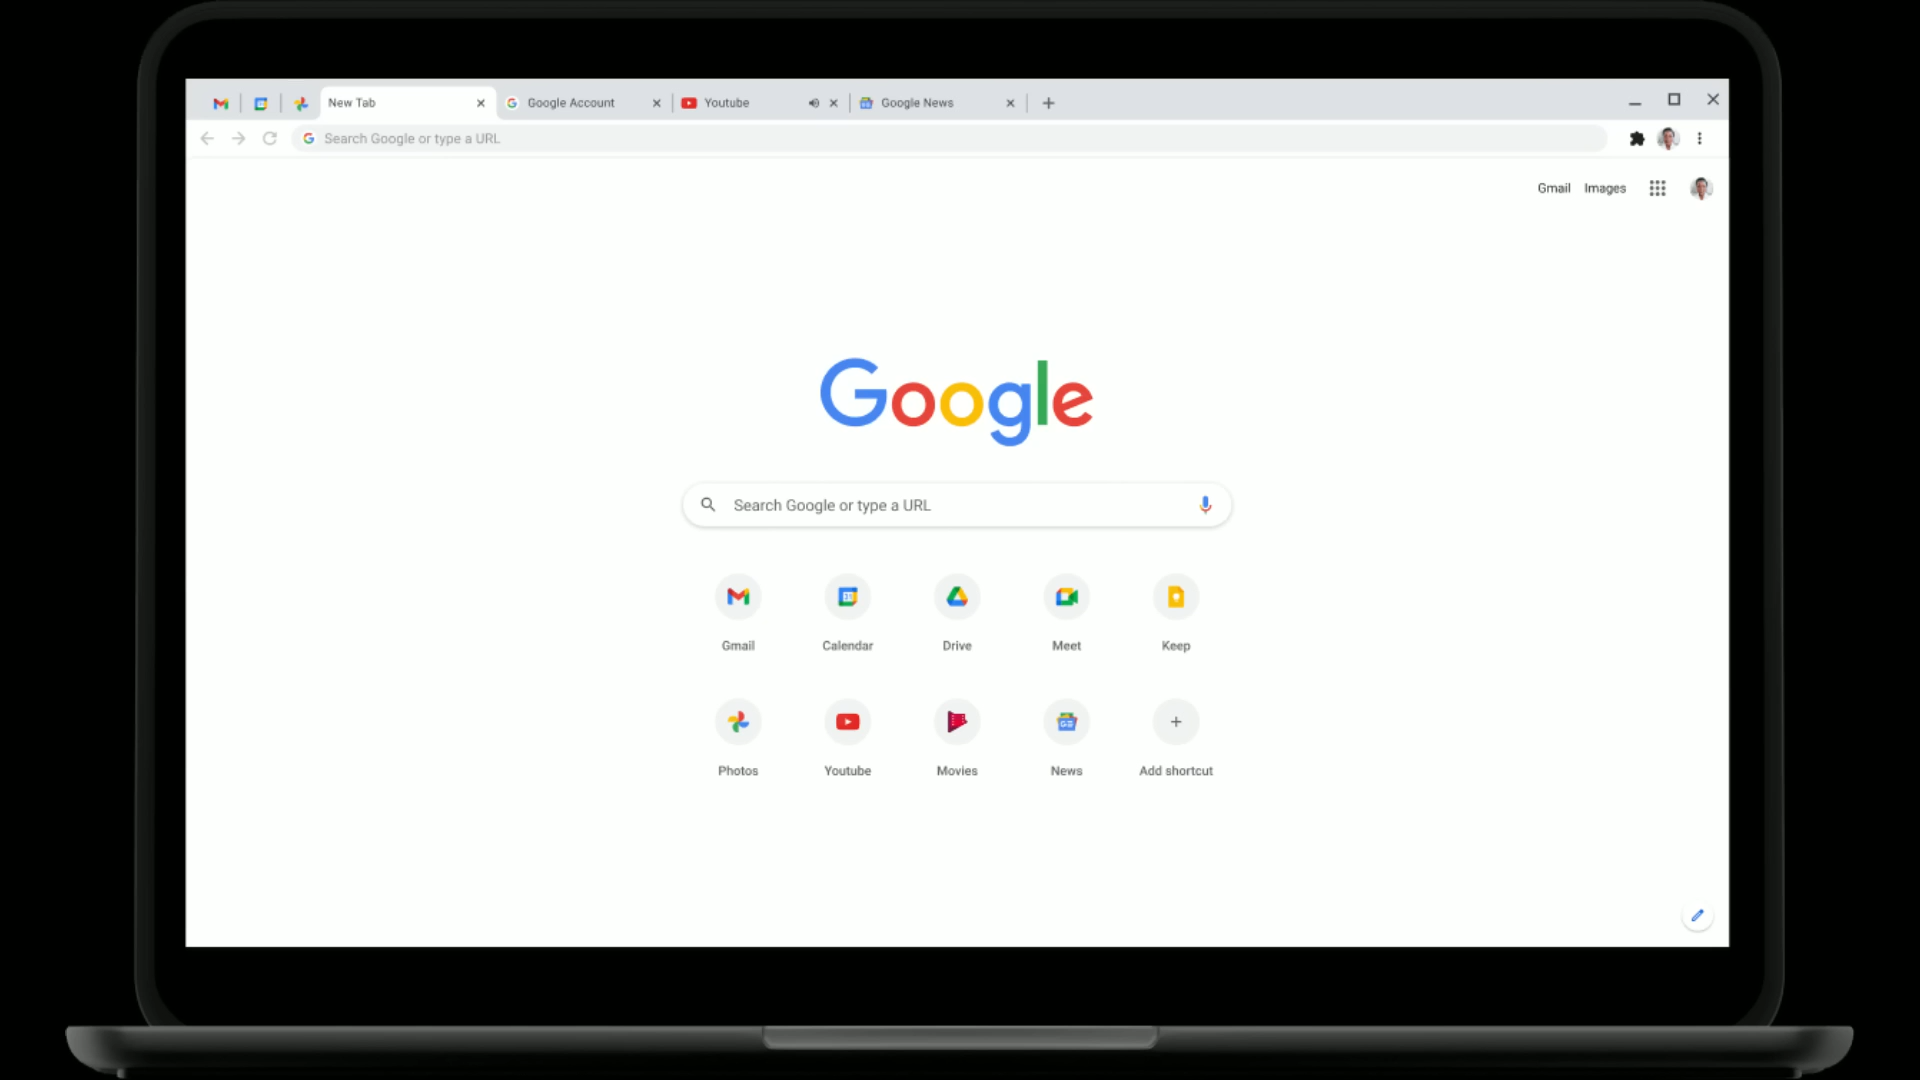 New Tab Google Account Youtube Google News
Search Google or type a URL
Gmail Images
Google
Search Google or type a URL
Gmail Calendar Drive Meet Keep
Photos Youtube Movies News Add shortcut